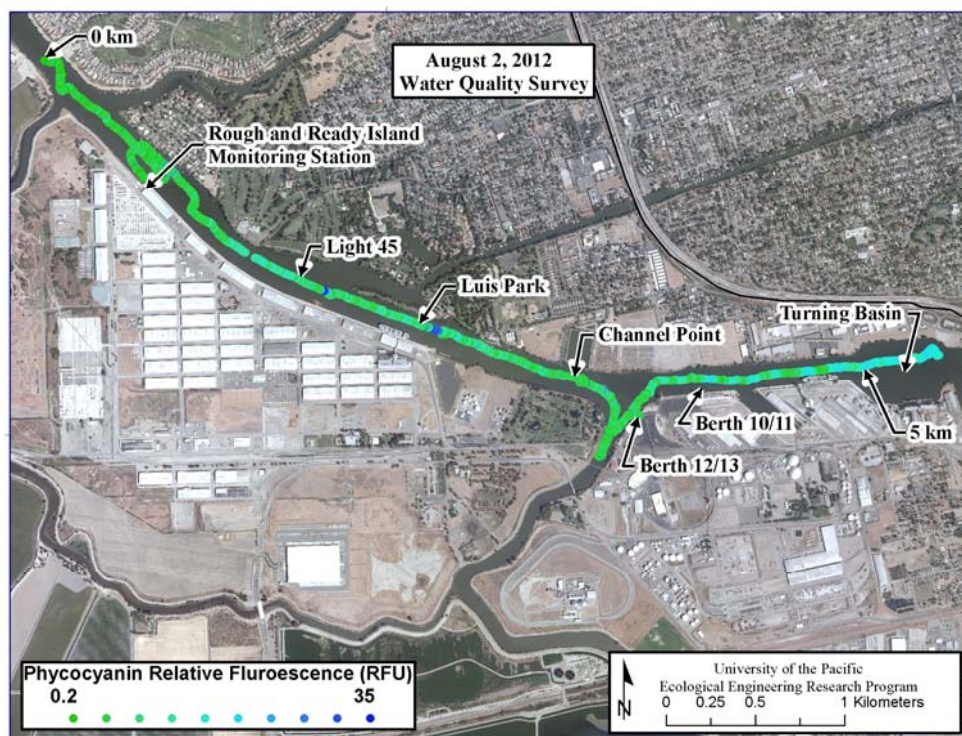 0 km
August 2, 2012
Water Quality Survey
Rough and Ready Island
Monitoring Station
Light 45
Luis Park
Channel Point
Turning Basin
Berth 10/11
5 km
Berth 12/13
Phycocyanin Relative Fluroescence (RFU)
0.2 35
University of the Pacific
Ecological Engineering Research Program
N
0 0.25 0.5 1 Kilometers